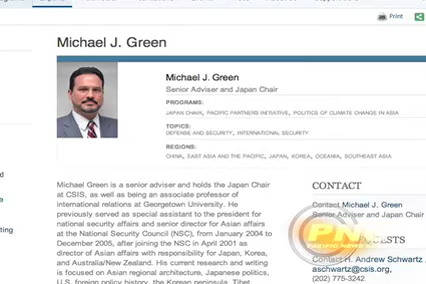 Print
Michael J. Green
Michael J. Green
Senior Adviser and Japan Chair
PROGRAMS:
JAPAN CHAIR, PACIFIC PARTNERS INITIATIVE, POLITICS OF CLIMATE CHANGE IN ASIA
TOPICS:
DEFENSE AND SECURITY, INTERNATIONAL SECURITY
REGIONS:
CHINA, EAST ASIA AND THE PACIFIC, JAPAN, KOREA, OCEANIA, SOUTHEAST ASIA
Michael Green is a senior adviser and holds the Japan Chair
at CSIS, as well as being an associate professor of
international relations at Georgetown University. He
previously served as special assistant to the president for
national security affairs and senior director for Asian affairs
at the National Security Council (NSC), from January 2004 to
December 2005, after joining the NSC in April 2001 as
director of Asian affairs with responsibility for Japan, Korea,
and Australia/New Zealand. His current research and writing
is focused on Asian regional architecture, Japanese politics,
U.S. foreign policy history, the Korean peninsula, Tibet,
CONTACT
Contact Michael J. Green
Senior Adviser and Japan Chair
QUESTS
Contact H. Andrew Schwartz
aschwartz@csis.org,
(202) 775-3242
PNC